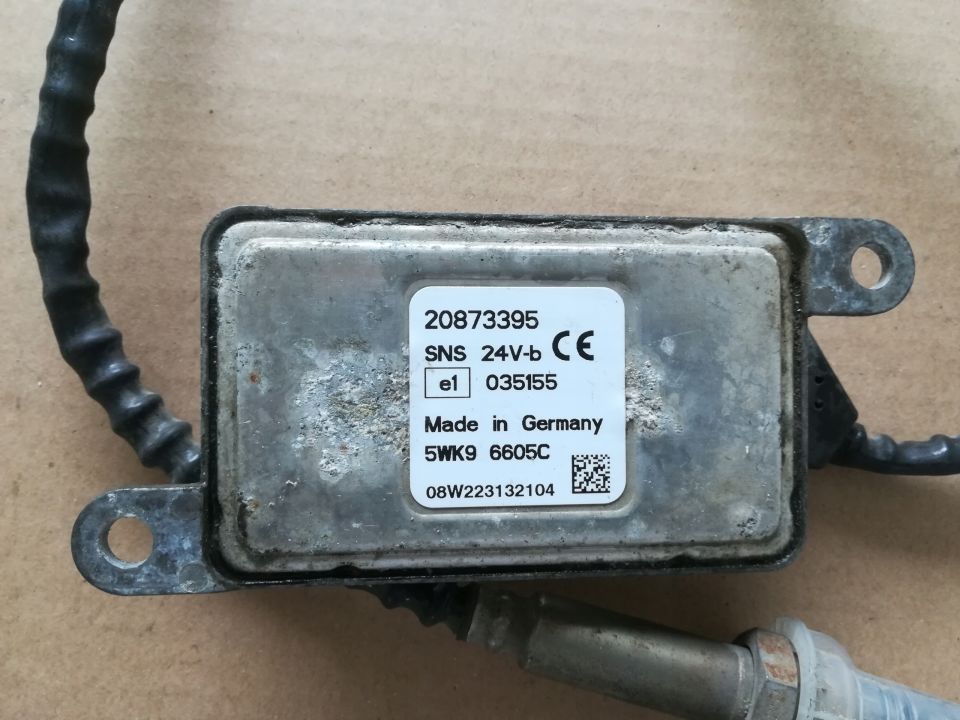 20873395
SNS 24V-b CE
e1 035155
Made in Germany
5WK9 6605C
08W223132104